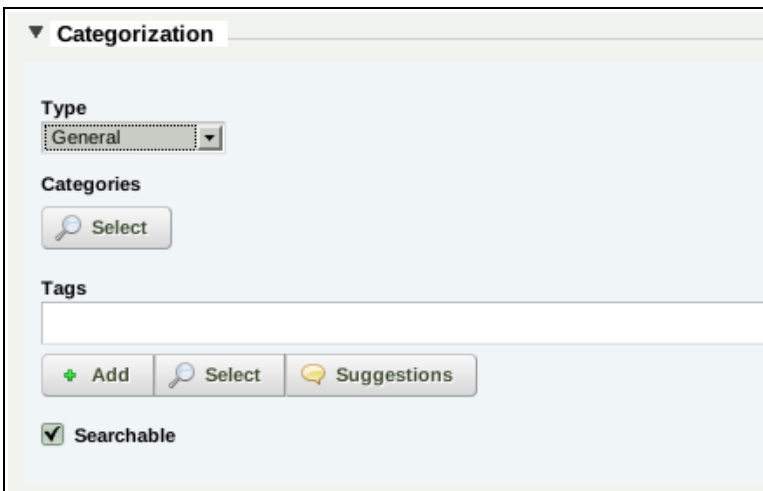 Categorization
Type
General
Categories
Select
Tags
Add Select Suggestions
Searchable